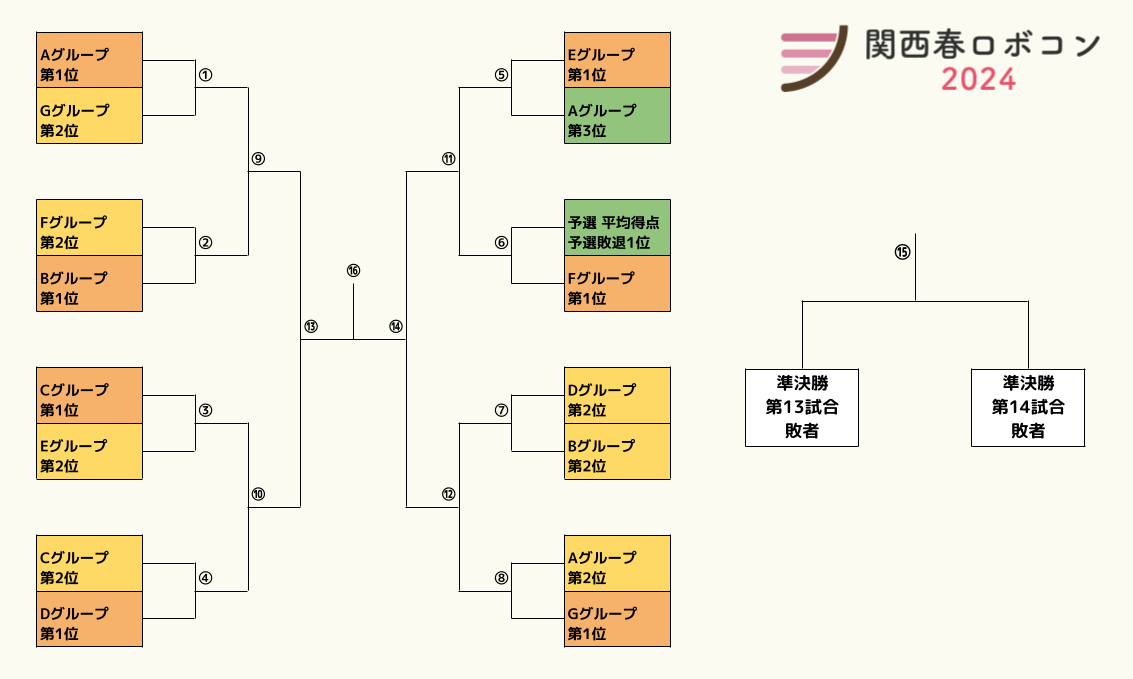 関西春ロボコン
2024
Aグループ
第1位
①
Gグループ
第2位
⑨
Fグループ
第2位
②
Bグループ
第1位
⑬
Cグループ
第1位
③
Eグループ
第2位
⑩
Cグループ
第2位
④
Dグループ
第1位
⑯
⑭
Eグループ
第1位
⑤
Aグループ
第3位
⑪
予選 平均得点
予選敗退1位
⑥
Fグループ
第1位
Dグループ
第2位
⑦
Bグループ
第2位
⑫
Aグループ
第2位
⑧
Gグループ
第1位
⑮
準決勝
第13試合
敗者
準決勝
第14試合
敗者